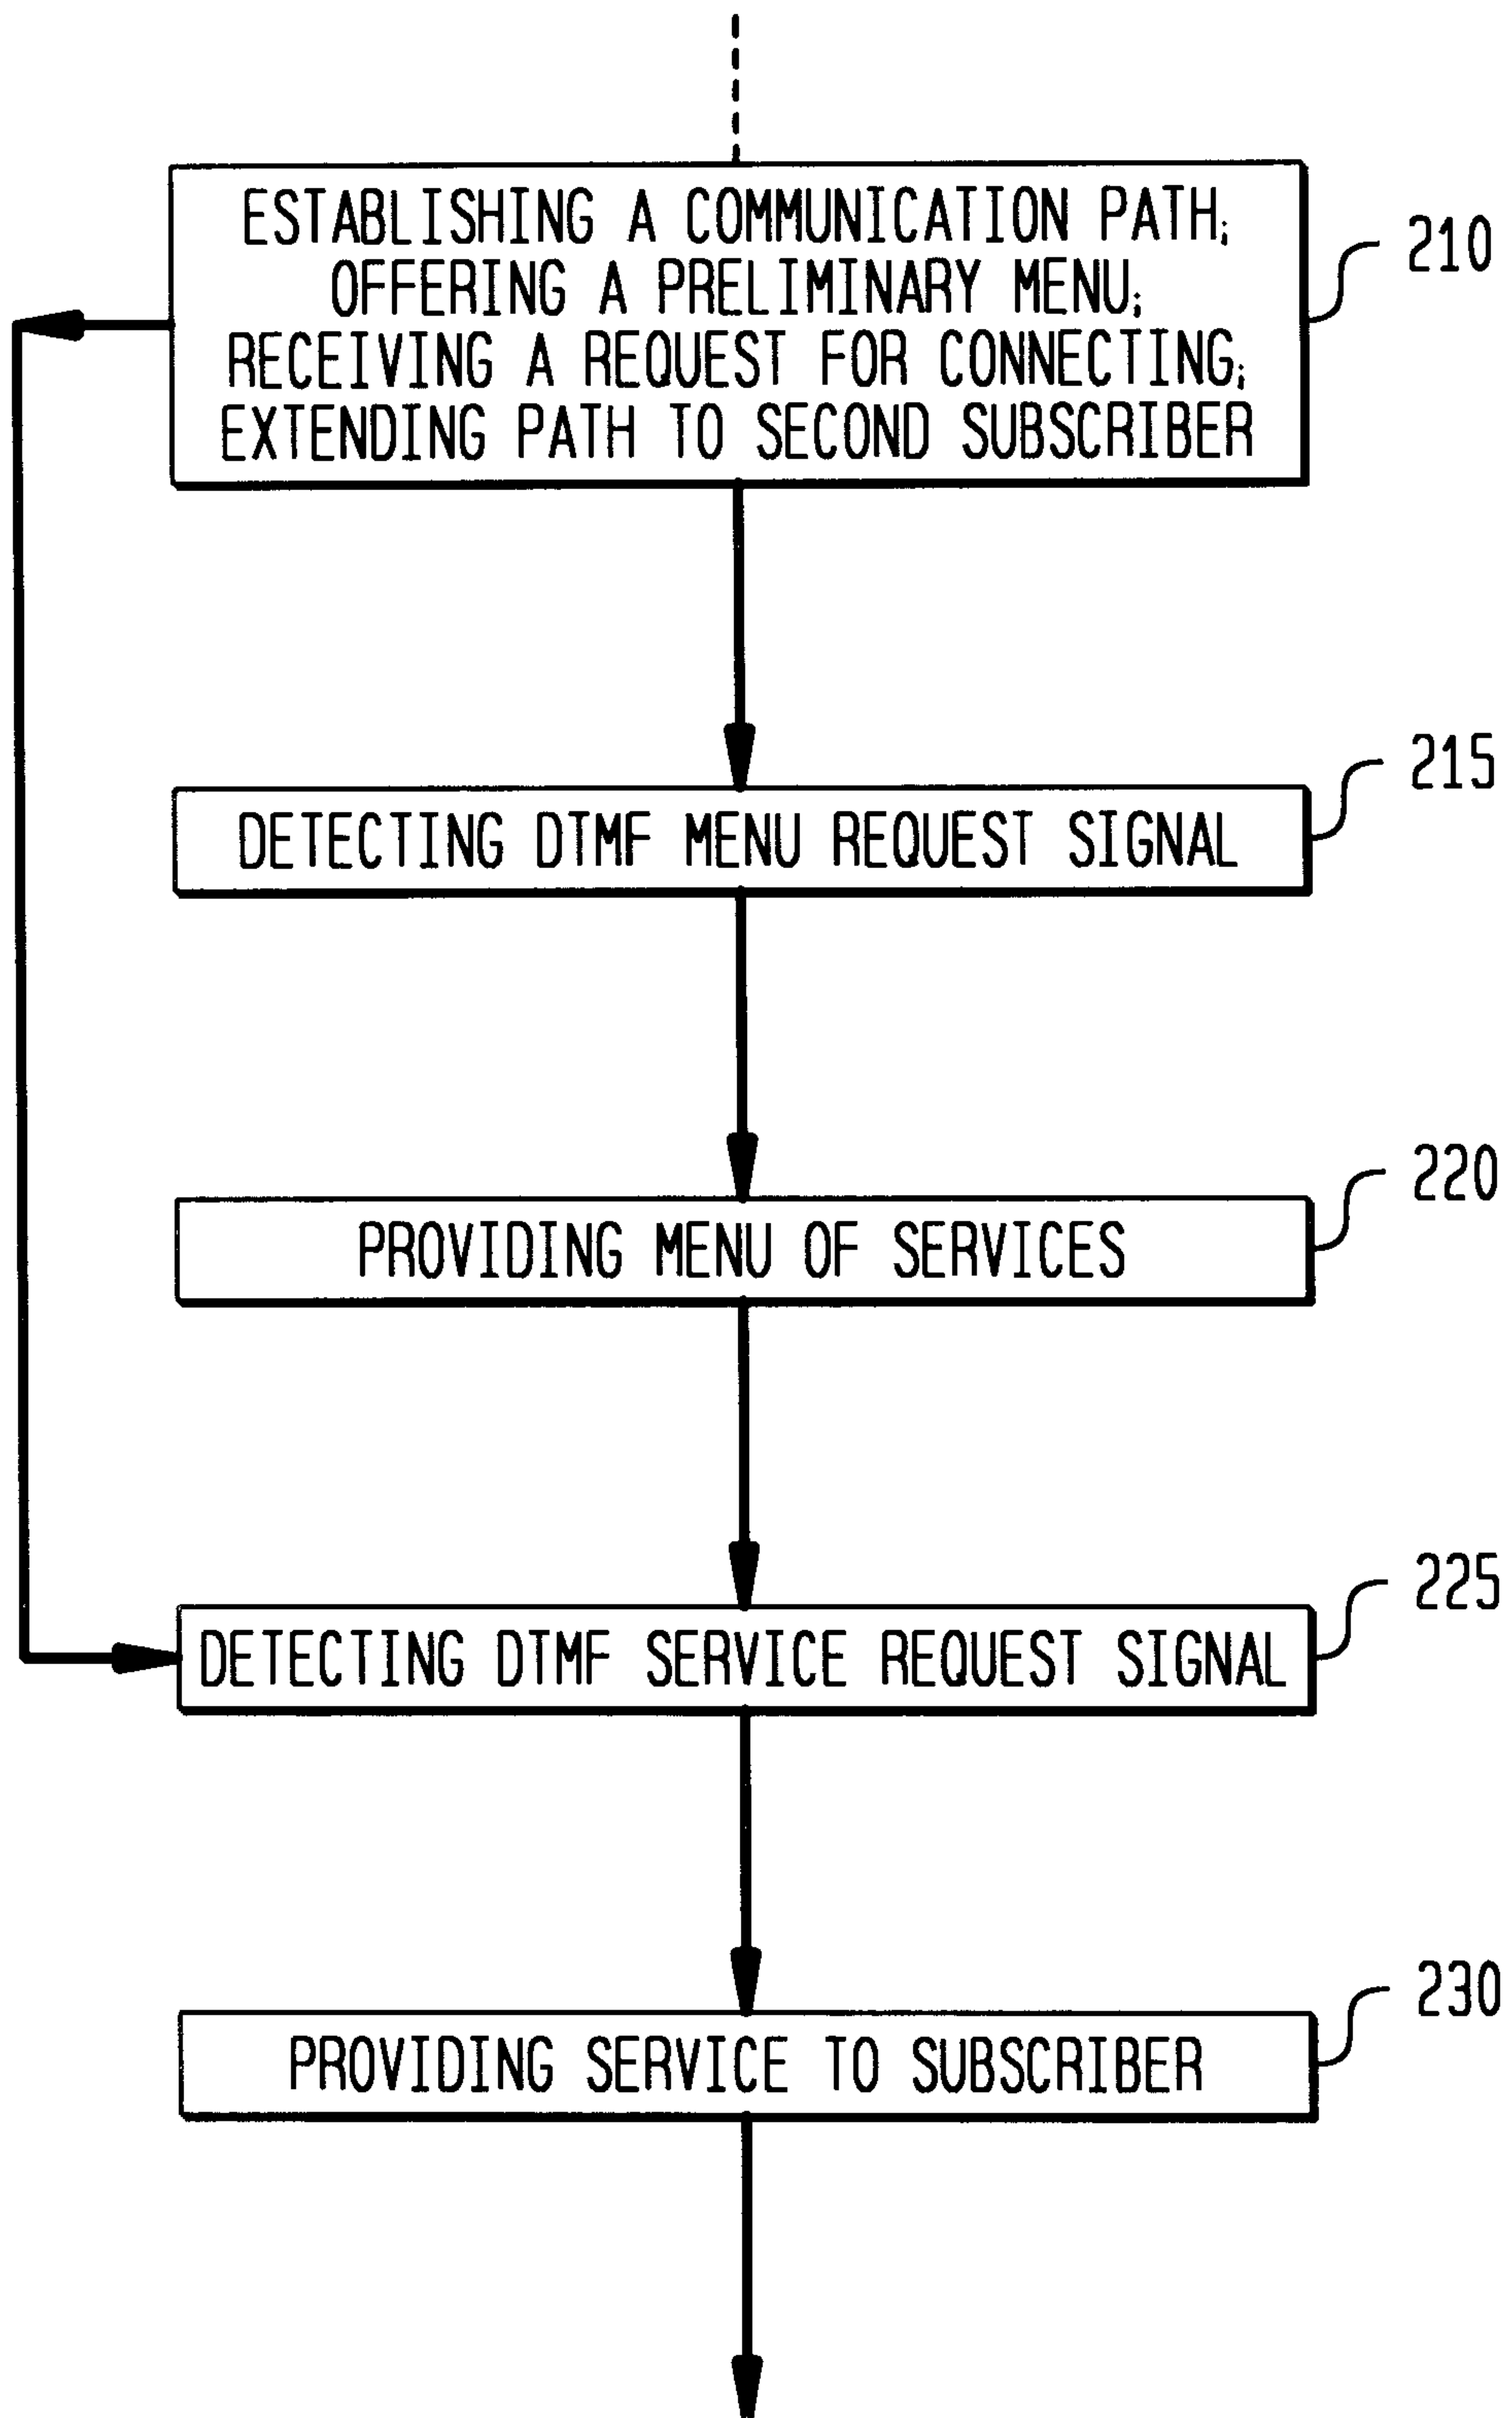 ESTABLISHING A COMMUNICATION PATH;
OFFERING A PRELIMINARY MENU;
RECEIVING A REQUEST FOR CONNECTING;
EXTENDING PATH TO SECOND SUBSCRIBER
210
DETECTING DTMF MENU REQUEST SIGNAL
215
PROVIDING MENU OF SERVICES
220
DETECTING DTMF SERVICE REQUEST SIGNAL
225
PROVIDING SERVICE TO SUBSCRIBER
230